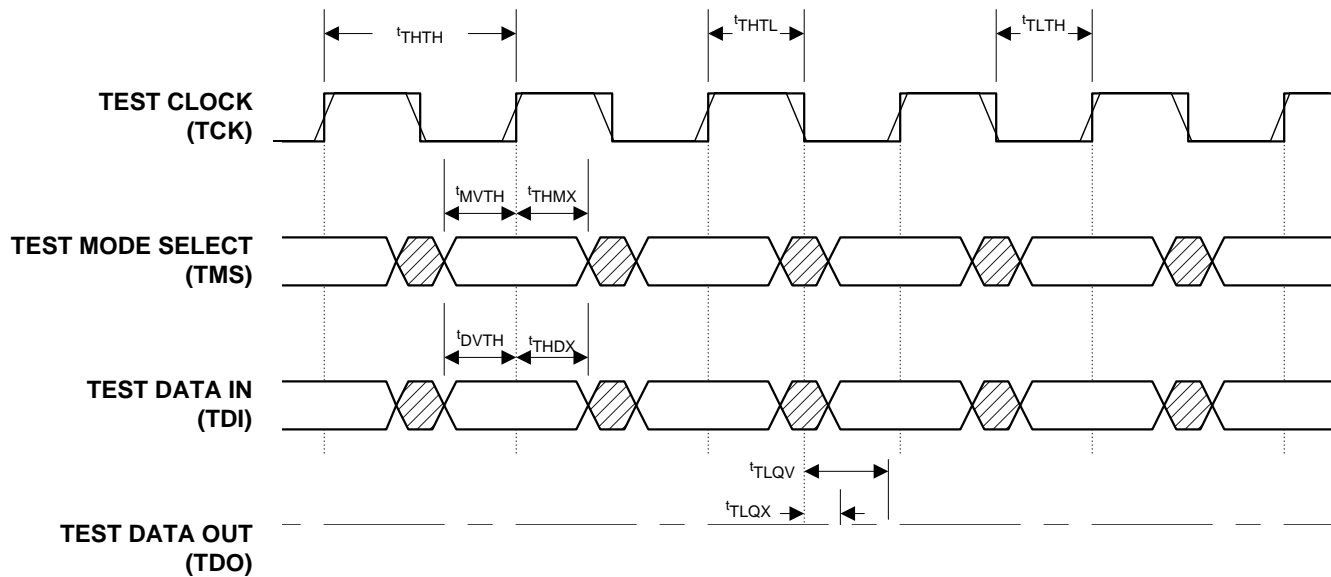 tTHTH
tTHTL
tTLTH
TEST CLOCK
(TCK)
tMVTH
tTHMX
TEST MODE SELECT
(TMS)
tDVTH
tTHDX
TEST DATA IN
(TDI)
tTLQV
tTLQX
TEST DATA OUT
(TDO)